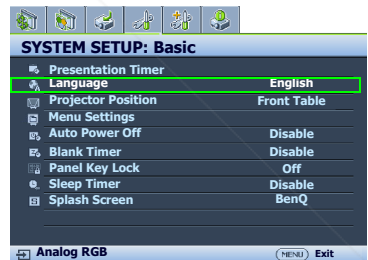 SYSTEM SETUP: Basic
Presentation Timer
Language English
Projector Position Front Table
Menu Settings
Auto Power Off Disable
Blank Timer Disable
Panel Key Lock Off
Sleep Timer Disable
Splash Screen BenQ
Analog RGB MENU Exit